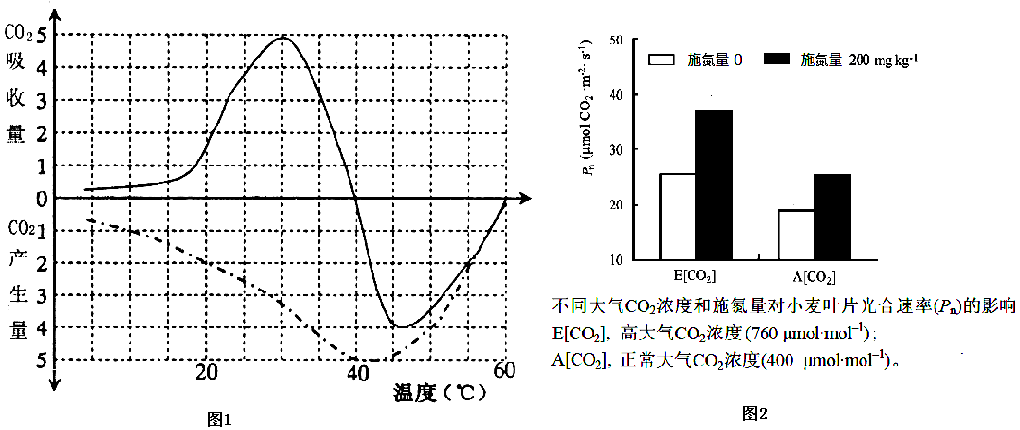 CO₂
吸
收
量
5
4
3
2
1
0
CO₂
产
生
量
1
2
3
4
5
20
40
60
温度(℃)
图1
Pₙ (μmol CO₂ ·m⁻²· s⁻¹)
施氮量 0
施氮量 200 mg kg⁻¹
50
40
30
20
10
E[CO₂]
A[CO₂]
不同大气CO₂浓度和施氮量对小麦叶片光合速率(Pₙ)的影响
E[CO₂], 高大气CO₂浓度(760 μmol·mol⁻¹);
A[CO₂], 正常大气CO₂浓度(400 μmol·mol⁻¹)。
图2